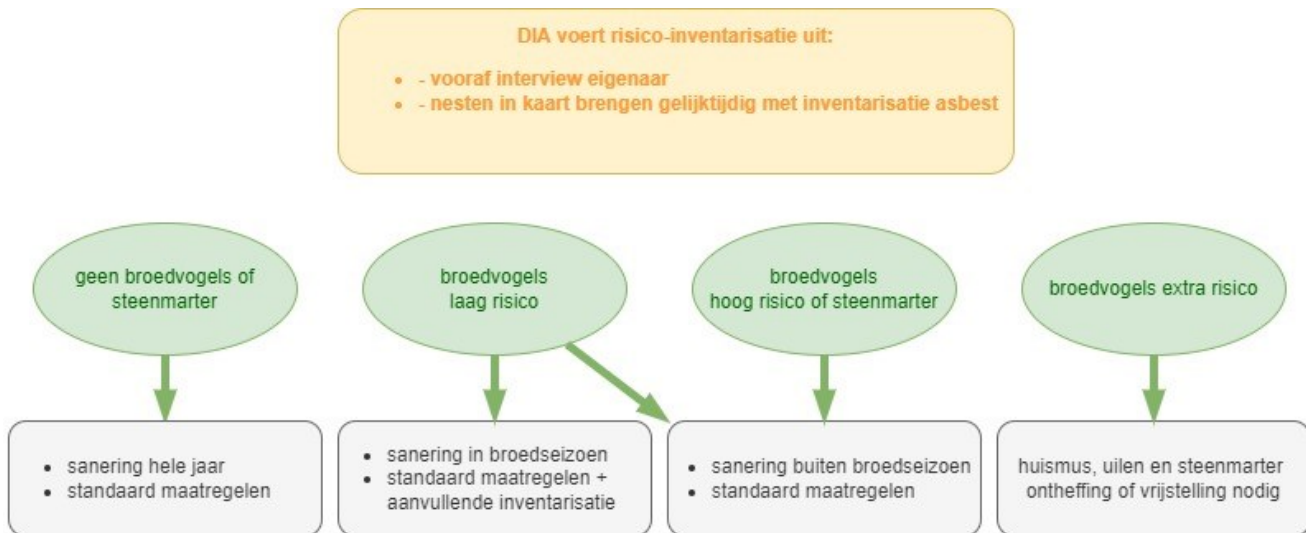 DIA voert risico-inventarisatie uit:
• - vooraf interview eigenaar
• - nesten in kaart brengen gelijktijdig met inventarisatie asbest
geen broedvogels of
steenmarter
broedvogels
laag risico
broedvogels
hoog risico of steenmarter
broedvogels extra risico
• sanering hele jaar
• standaard maatregelen
• sanering in broedseizoen
• standaard maatregelen +
aanvullende inventarisatie
• sanering buiten broedseizoen
• standaard maatregelen
huismus, uilen en steenmarter
ontheffing of vrijstelling nodig